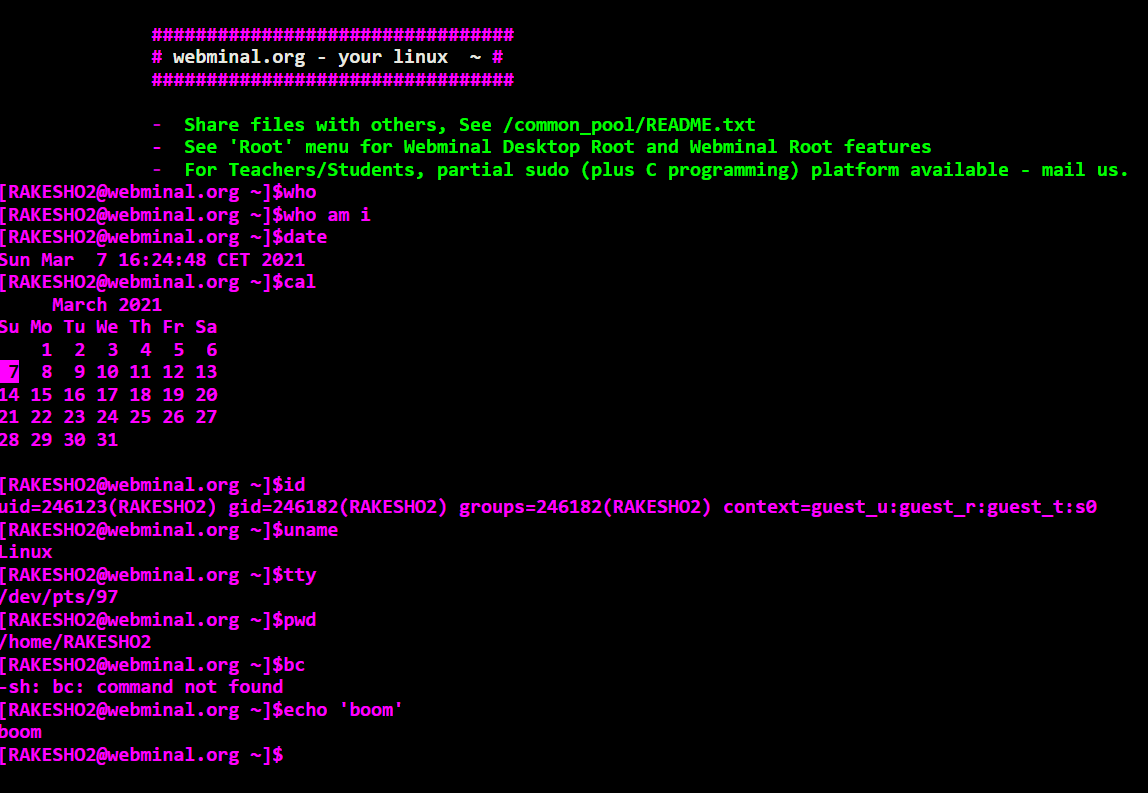 #################################
# webminal.org - your linux  ~ #
#################################
-  Share files with others, See /common_pool/README.txt
-  See 'Root' menu for Webminal Desktop Root and Webminal Root features
-  For Teachers/Students, partial sudo (plus C programming) platform available - mail us.
[RAKESHO2@webminal.org ~]$who
[RAKESHO2@webminal.org ~]$who am i
[RAKESHO2@webminal.org ~]$date
Sun Mar  7 16:24:48 CET 2021
[RAKESHO2@webminal.org ~]$cal
     March 2021
Su Mo Tu We Th Fr Sa
    1  2  3  4  5  6
 7  8  9 10 11 12 13
14 15 16 17 18 19 20
21 22 23 24 25 26 27
28 29 30 31
[RAKESHO2@webminal.org ~]$id
uid=246123(RAKESHO2) gid=246182(RAKESHO2) groups=246182(RAKESHO2) context=guest_u:guest_r:guest_t:s0
[RAKESHO2@webminal.org ~]$uname
Linux
[RAKESHO2@webminal.org ~]$tty
/dev/pts/97
[RAKESHO2@webminal.org ~]$pwd
/home/RAKESHO2
[RAKESHO2@webminal.org ~]$bc
-sh: bc: command not found
[RAKESHO2@webminal.org ~]$echo 'boom'
boom
[RAKESHO2@webminal.org ~]$